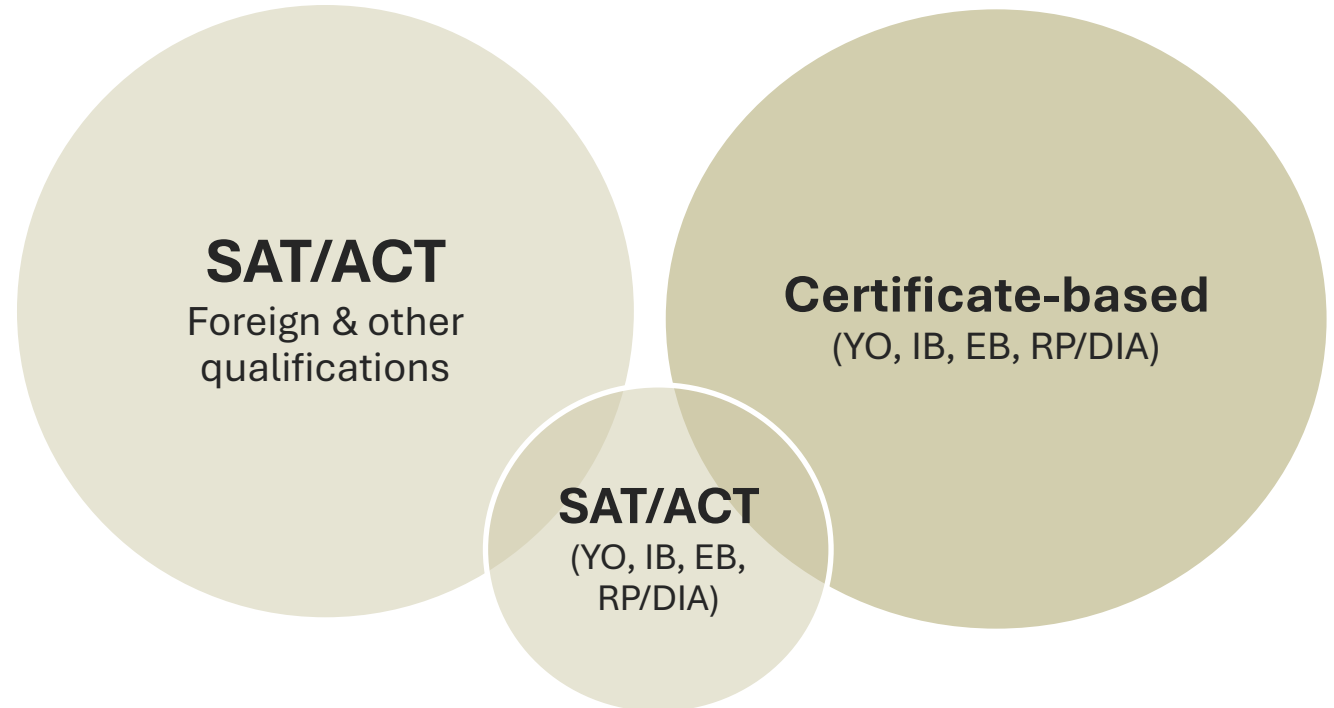 SAT/ACT
Foreign & other
qualifications
Certificate-based
(YO, IB, EB, RP/DIA)
SAT/ACT
(YO, IB, EB,
RP/DIA)